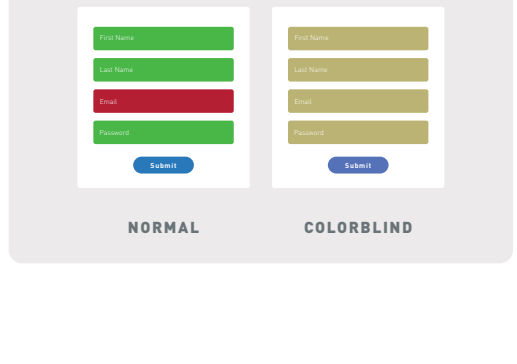 First Name
Last Name
Email
Password
Submit
NORMAL
First Name
Last Name
Email
Password
Submit
COLORBLIND